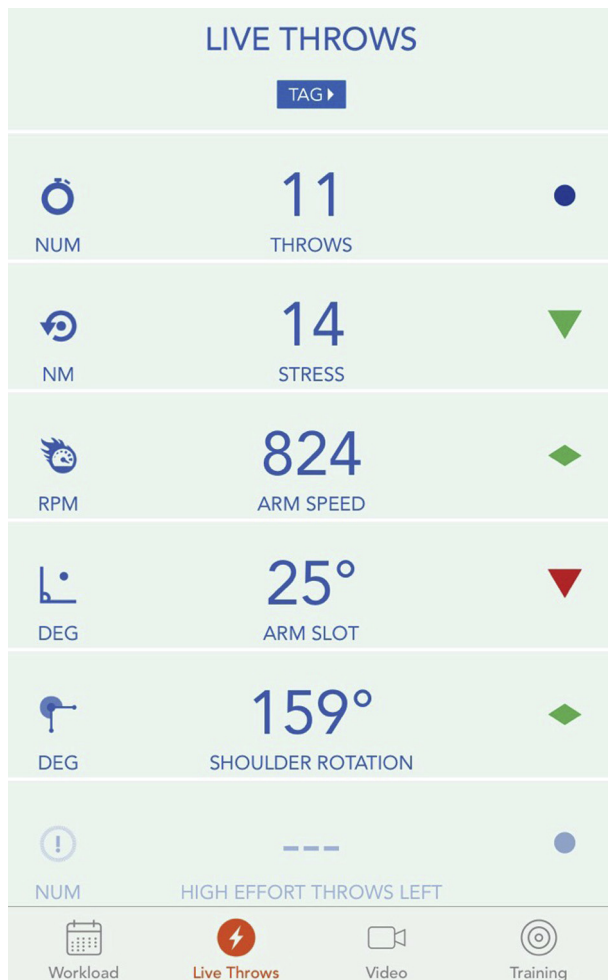 LIVE THROWS
TAG
11
NUM THROWS
14
NM STRESS
824
RPM ARM SPEED
25°
DEG ARM SLOT
159°
DEG SHOULDER ROTATION
---
NUM HIGH EFFORT THROWS LEFT
Workload Live Throws Video Training